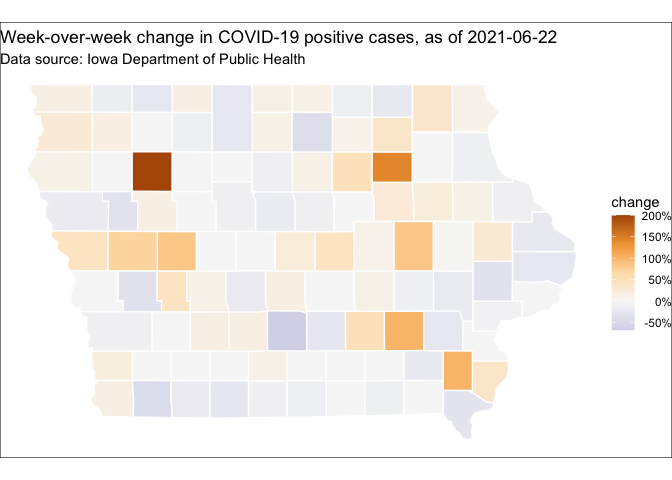 Week-over-week change in COVID-19 positive cases, as of 2021-06-22
Data source: Iowa Department of Public Health
change
200%
150%
100%
50%
0%
-50%